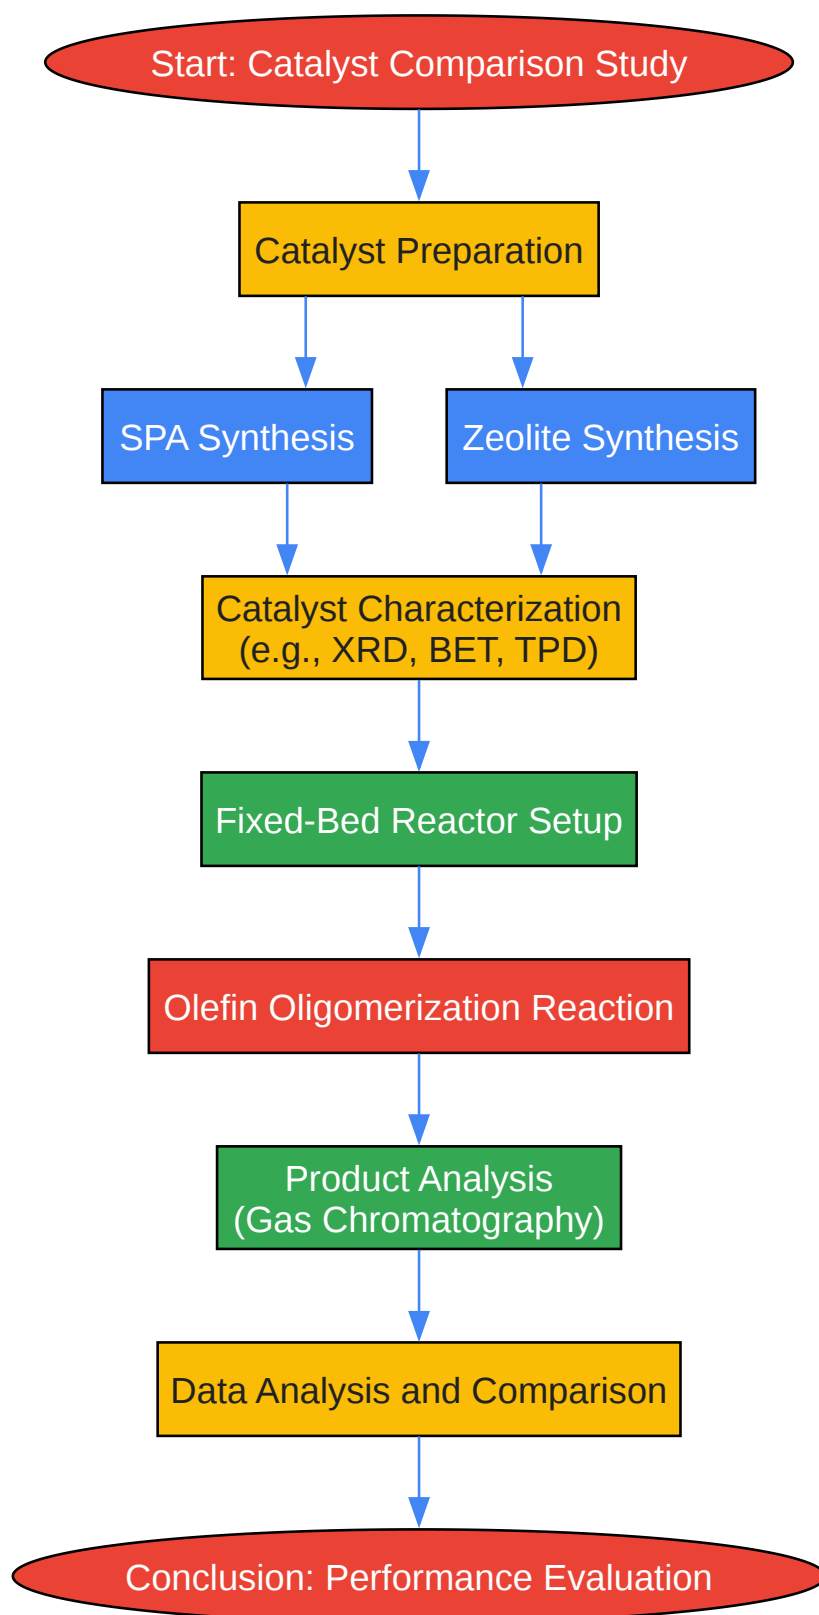 Start: Catalyst Comparison Study
Catalyst Preparation
SPA Synthesis
Zeolite Synthesis
Catalyst Characterization
(e.g., XRD, BET, TPD)
Fixed-Bed Reactor Setup
Olefin Oligomerization Reaction
Product Analysis
(Gas Chromatography)
Data Analysis and Comparison
Conclusion: Performance Evaluation